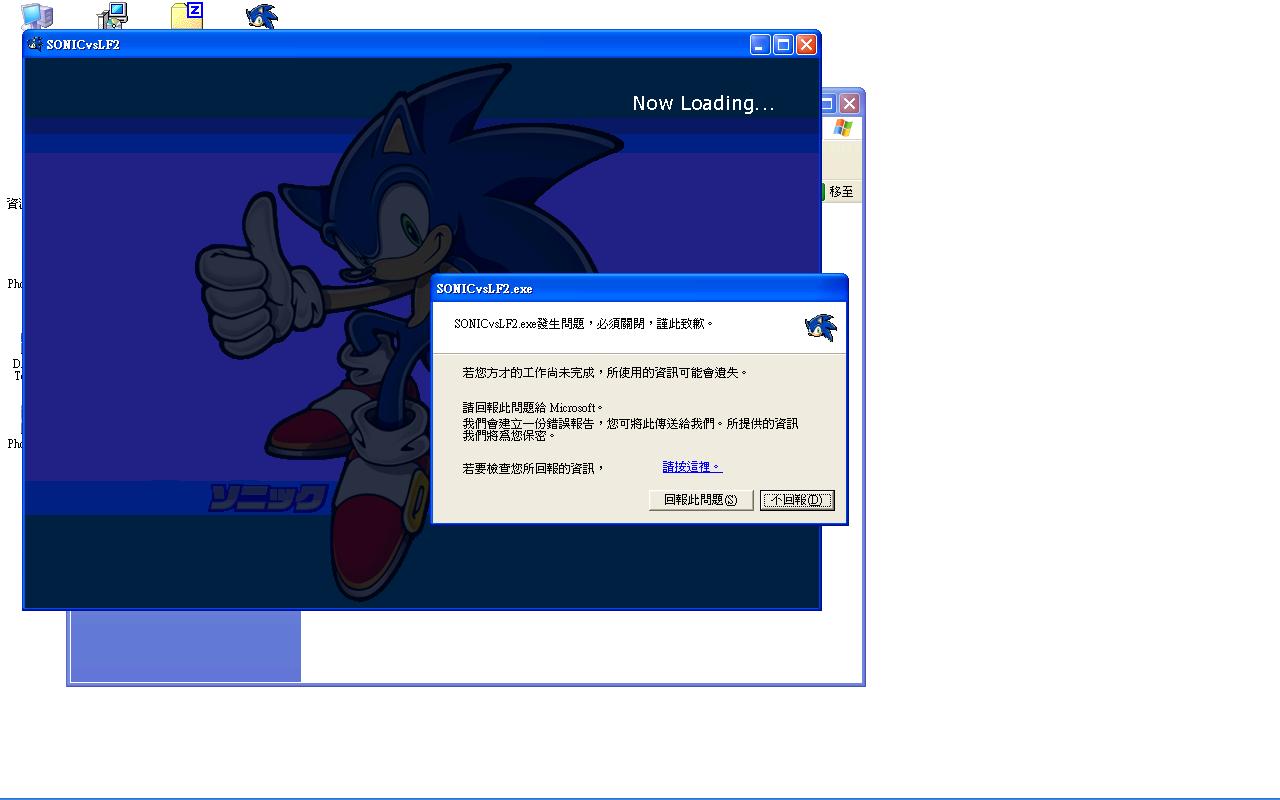 Z
SONICvsLF2
Now Loading...
移至
SONICvsLF2.exe
SONICvsLF2.exe發生問題，必須關閉，謹此致歉。
若您方才的工作尚未完成，所使用的資訊可能會遺失。
請回報此問題給 Microsoft。
我們會建立一份錯誤報告，您可將此傳送給我們。所提供的資訊
我們將為您保密。
若要檢查您所回報的資訊，
請按這裡。
回報此問題(S)
不回報(D)
ソニック